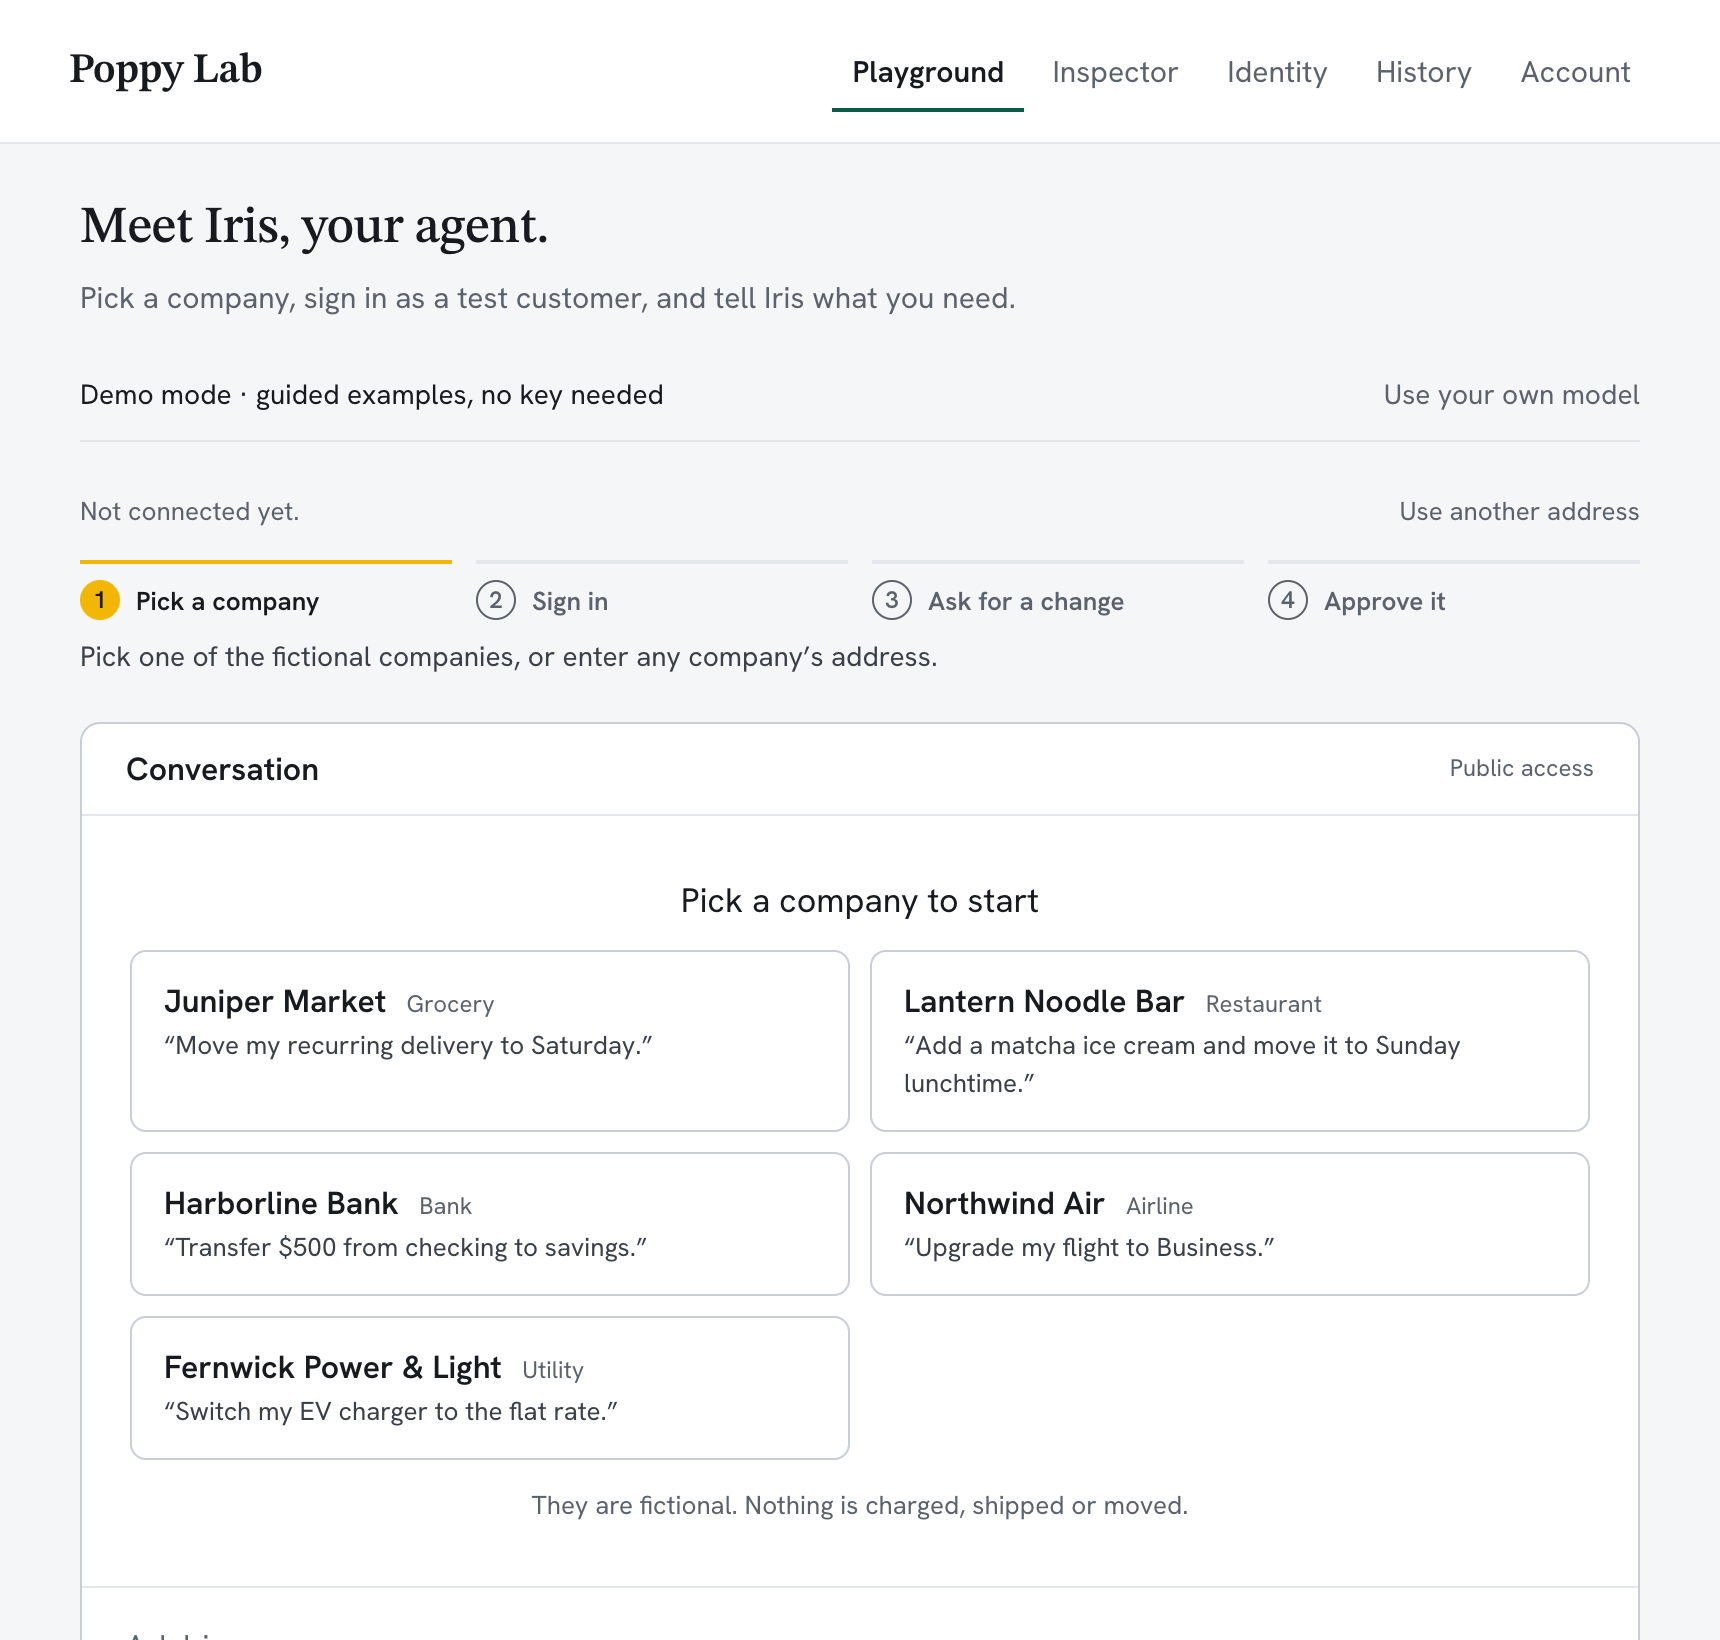 Poppy Lab
Playground Inspector Identity History Account
Meet Iris, your agent.
Pick a company, sign in as a test customer, and tell Iris what you need.
Demo mode · guided examples, no key needed
Use your own model
Not connected yet.
Use another address
1 Pick a company
2 Sign in
3 Ask for a change
4 Approve it
Pick one of the fictional companies, or enter any company’s address.
Conversation
Public access
Pick a company to start
Juniper Market Grocery
“Move my recurring delivery to Saturday.”
Lantern Noodle Bar Restaurant
“Add a matcha ice cream and move it to Sunday
lunchtime.”
Harborline Bank Bank
“Transfer $500 from checking to savings.”
Northwind Air Airline
“Upgrade my flight to Business.”
Fernwick Power & Light Utility
“Switch my EV charger to the flat rate.”
They are fictional. Nothing is charged, shipped or moved.